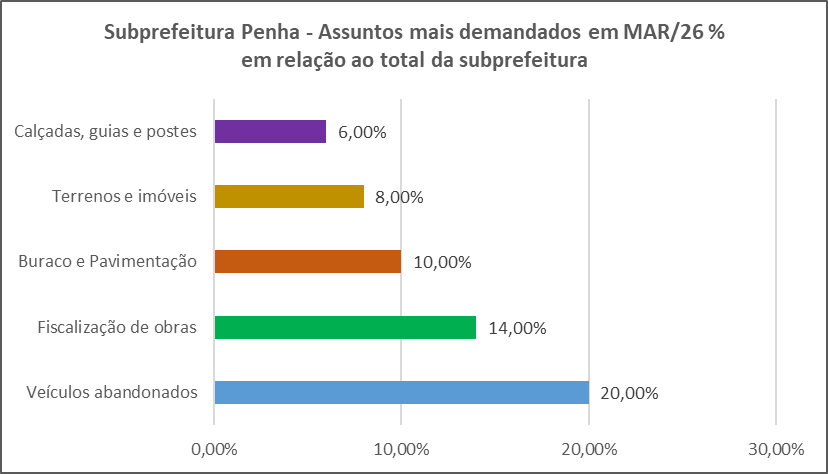 Subprefeitura Penha - Assuntos mais demandados em MAR/26 %
em relação ao total da subprefeitura
Calçadas, guias e postes
6,00%
Terrenos e imóveis
8,00%
Buraco e Pavimentação
10,00%
Fiscalização de obras
14,00%
Veículos abandonados
20,00%
0,00%
10,00%
20,00%
30,00%